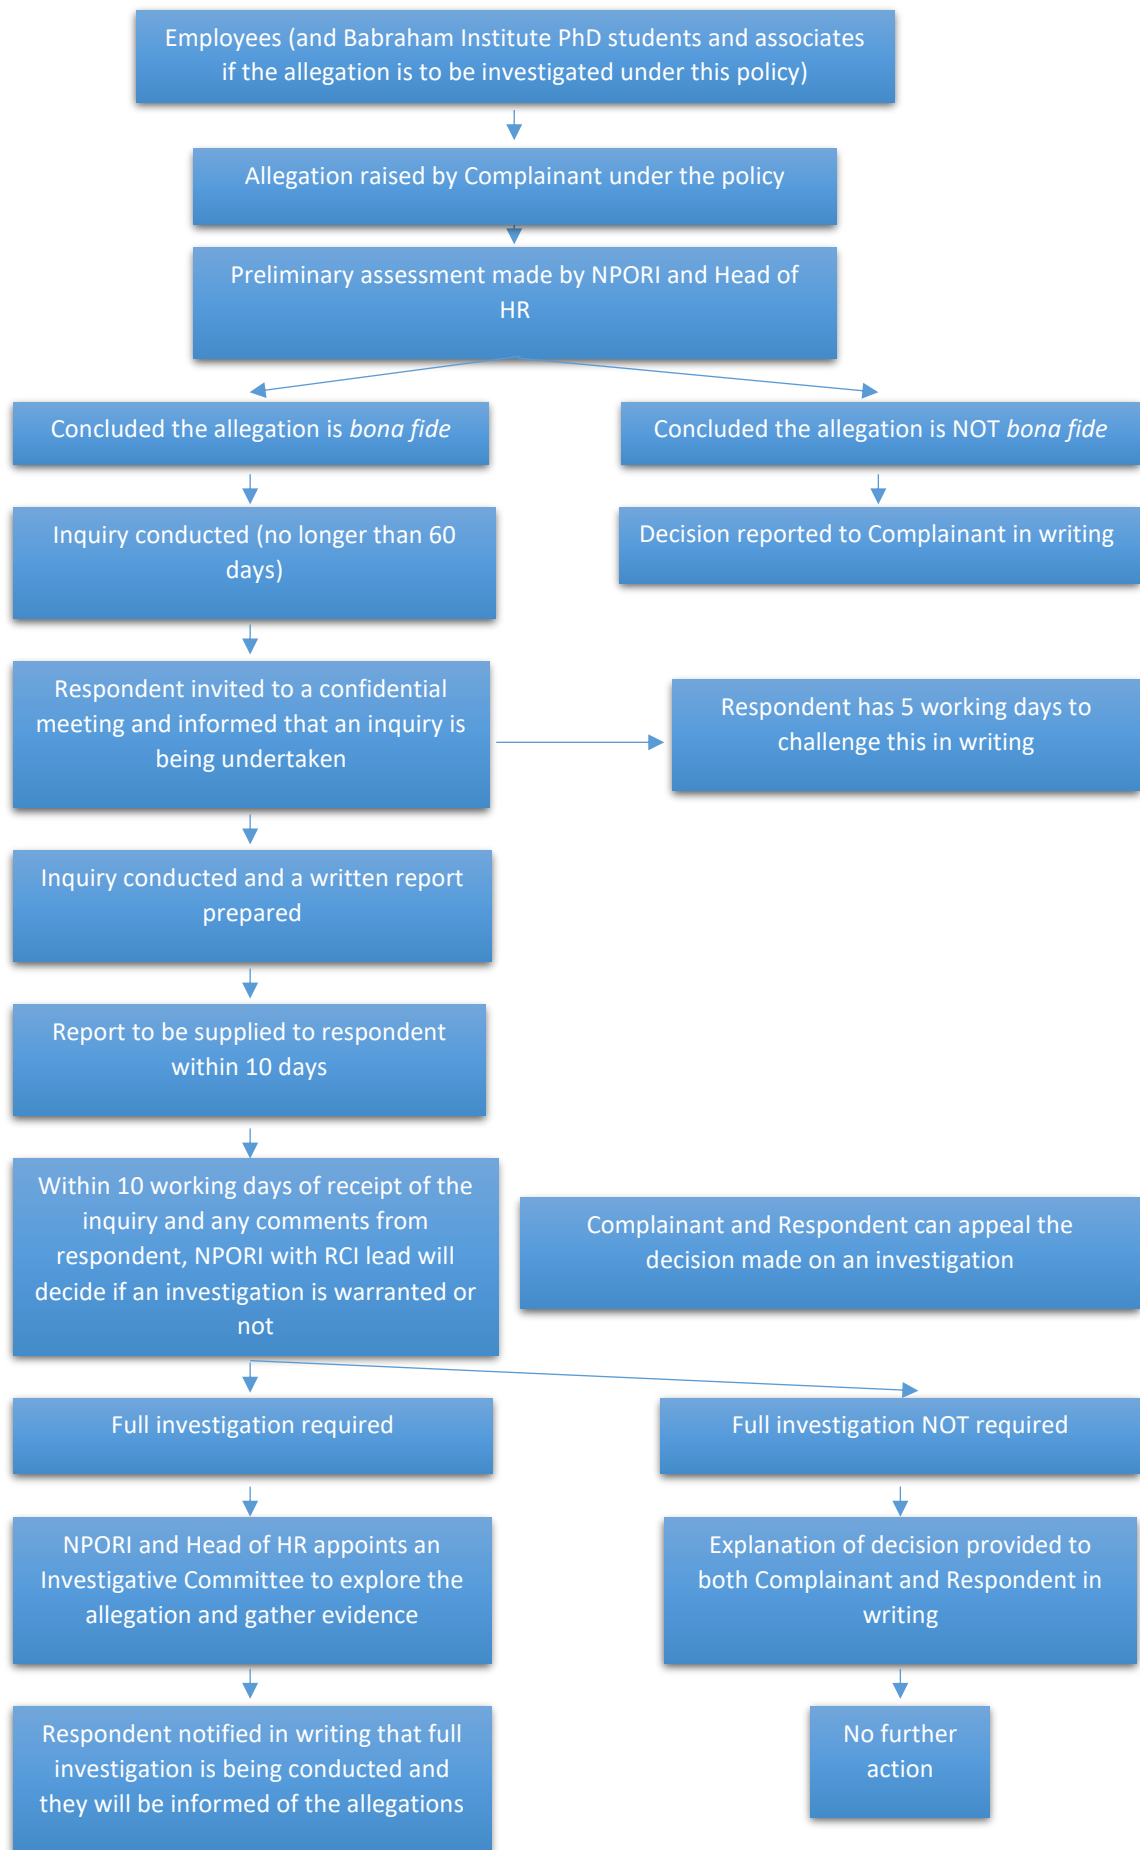 Employees (and Babraham Institute PhD students and associates
if the allegation is to be investigated under this policy)
Allegation raised by Complainant under the policy
Preliminary assessment made by NPORI and Head of
HR
Concluded the allegation is bona fide
Concluded the allegation is NOT bona fide
Inquiry conducted (no longer than 60
days)
Decision reported to Complainant in writing
Respondent invited to a confidential
meeting and informed that an inquiry is
being undertaken
Respondent has 5 working days to
challenge this in writing
Inquiry conducted and a written report
prepared
Report to be supplied to respondent
within 10 days
Within 10 working days of receipt of the
inquiry and any comments from
respondent, NPORI with RCI lead will
decide if an investigation is warranted or
not
Complainant and Respondent can appeal the
decision made on an investigation
Full investigation required
Full investigation NOT required
NPORI and Head of HR appoints an
Investigative Committee to explore the
allegation and gather evidence
Explanation of decision provided to
both Complainant and Respondent in
writing
Respondent notified in writing that full
investigation is being conducted and
they will be informed of the allegations
No further
action